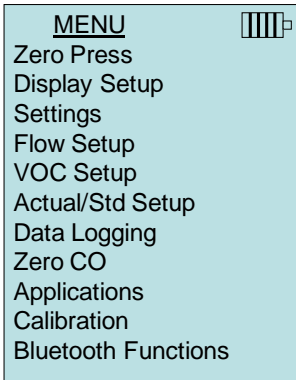 MENU
Zero Press
Display Setup
Settings
Flow Setup
VOC Setup
Actual/Std Setup
Data Logging
Zero CO
Applications
Calibration
Bluetooth Functions